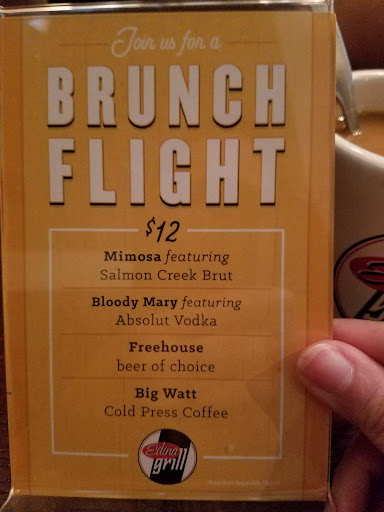 Join us for a
BRUNCH
FLIGHT
$12
Mimosa featuring
Salmon Creek Brut
Bloody Mary featuring
Absolut Vodka
Freehouse
beer of choice
Big Watt
Cold Press Coffee
Edina
grill